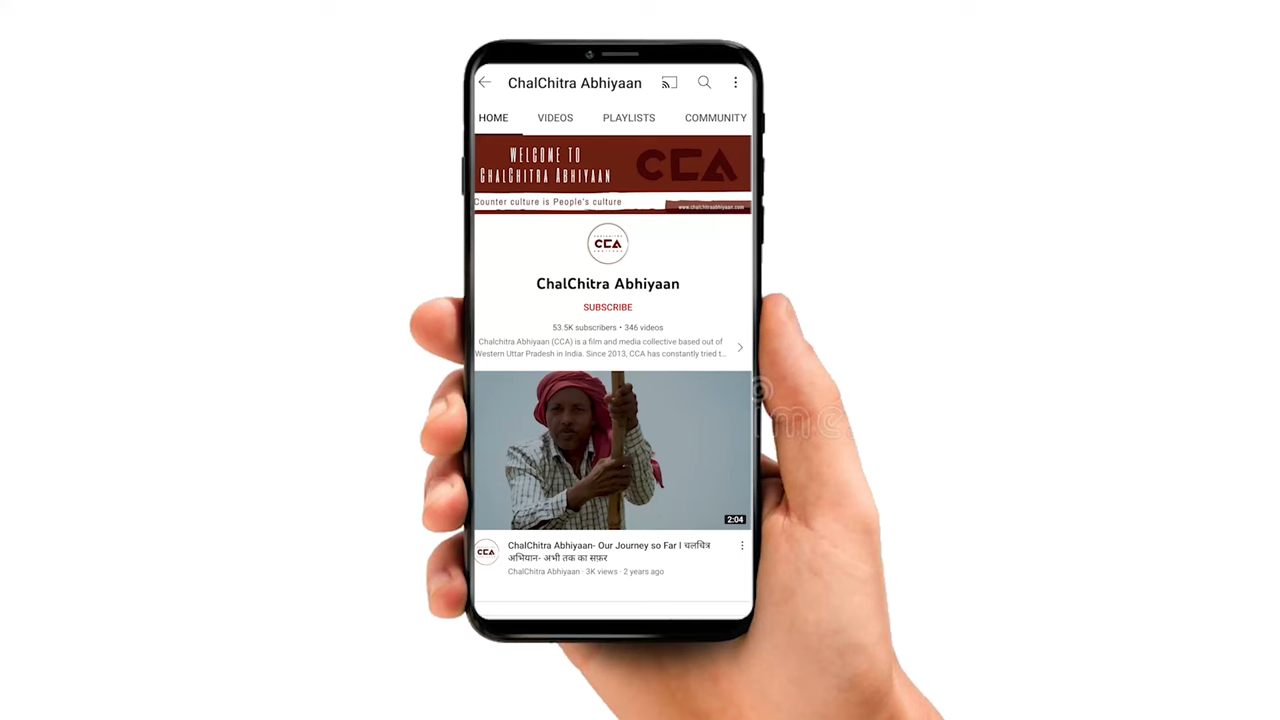 ChalChitra Abhiyaan
HOME VIDEOS PLAYLISTS COMMUNITY
WELCOME TO
CHALCHITRA ABHIYAAN
CCA
Counter culture is People's culture
www.chalchitraabhiyaan.com
CCA
ChalChitra Abhiyaan
SUBSCRIBE
53.5K subscribers • 346 videos
Chalchitra Abhiyaan (CCA) is a film and media collective based out of
Western Uttar Pradesh in India. Since 2013, CCA has constantly tried t...
2:04
CCA
ChalChitra Abhiyaan- Our Journey so Far I चलचित्र
अभियान- अभी तक का सफ़र
ChalChitra Abhiyaan · 3K views · 2 years ago